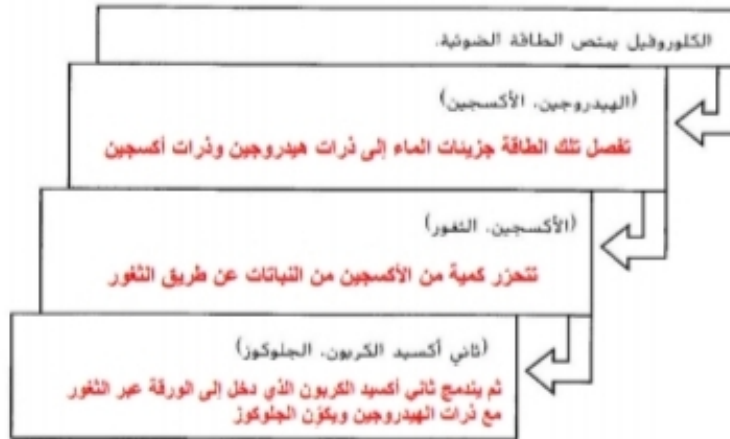 الكلوروفيل يمتص الطاقة الضوئية.
(الهيدروجين، الأكسجين)
تفصل تلك الطاقة جزيئات الماء إلى ذرات هيدروجين وذرات أكسجين
(الأكسجين، الثغور)
تتحرر كمية من الأكسجين من النباتات عن طريق الثغور
(ثاني أكسيد الكربون، الجلوكوز)
ثم يندمج ثاني أكسيد الكربون الذي دخل إلى الورقة عبر الثغور
مع ذرات الهيدروجين ويكوّن الجلوكوز